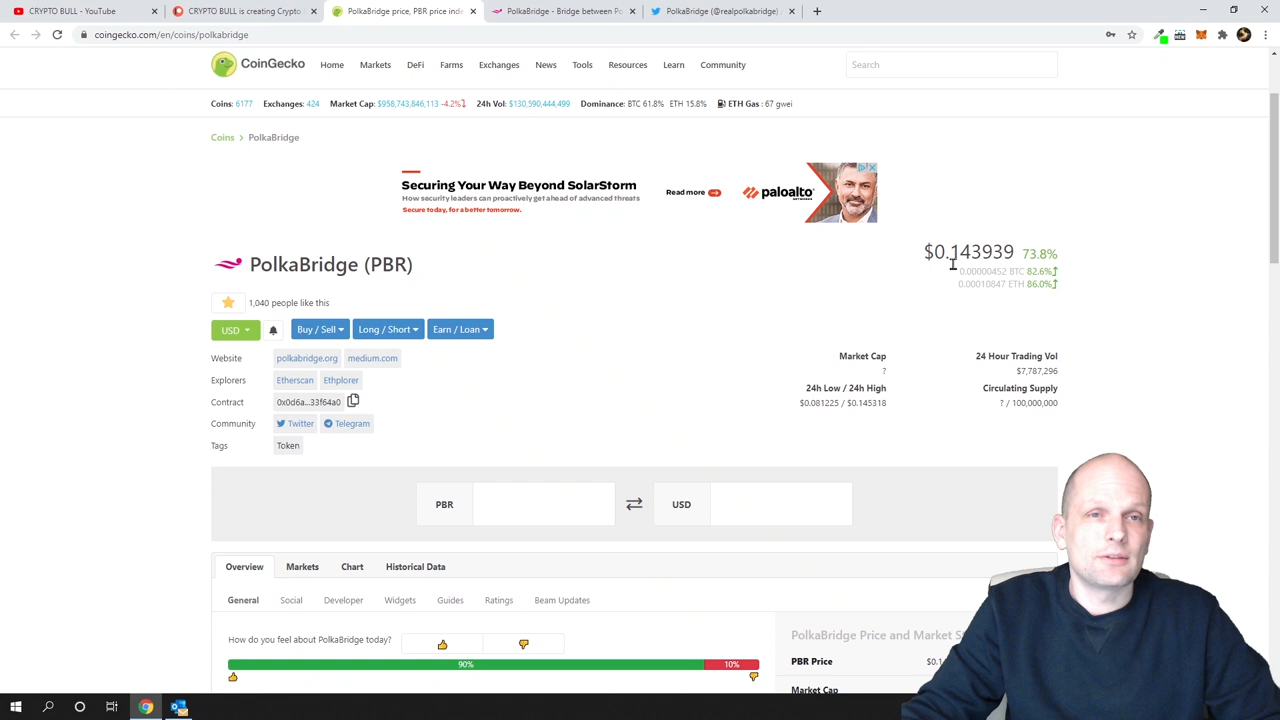 CRYPTO BULL - YouTube
CRYPTO BULL is creating Crypto
PolkaBridge price, PBR price inde
PolkaBridge - Bridge between Po
PolkaBridge (@realpolkabridge)
coingecko.com/en/coins/polkabridge
CoinGecko
Home Markets DeFi Farms Exchanges News Tools Resources Learn Community
Search
Coins: 6177 Exchanges: 424 Market Cap: $958,743,846,113 -4.2% 24h Vol: $130,590,444,499 Dominance: BTC 61.8% ETH 15.8% ETH Gas : 67 gwei
Coins > PolkaBridge
Securing Your Way Beyond SolarStorm
How security leaders can proactively get ahead of advanced threats
Secure today, for a better tomorrow.
Read more
paloalto
NETWORKS
PolkaBridge (PBR)
$0.143939 73.8%
0.00000452 BTC 82.6%
0.00010847 ETH 86.0%
1,040 people like this
USD
Buy / Sell
Long / Short
Earn / Loan
Website polkabridge.org medium.com
Explorers Etherscan Ethplorer
Contract 0x0d6a...33f64a0
Community Twitter Telegram
Tags Token
Market Cap
?
24 Hour Trading Vol
$7,787,296
24h Low / 24h High
$0.081225 / $0.145318
Circulating Supply
? / 100,000,000
PBR
USD
Overview Markets Chart Historical Data
General Social Developer Widgets Guides Ratings Beam Updates
How do you feel about PolkaBridge today?
90% 10%
PolkaBridge Price and Market S
PBR Price $0.1
Market Cap